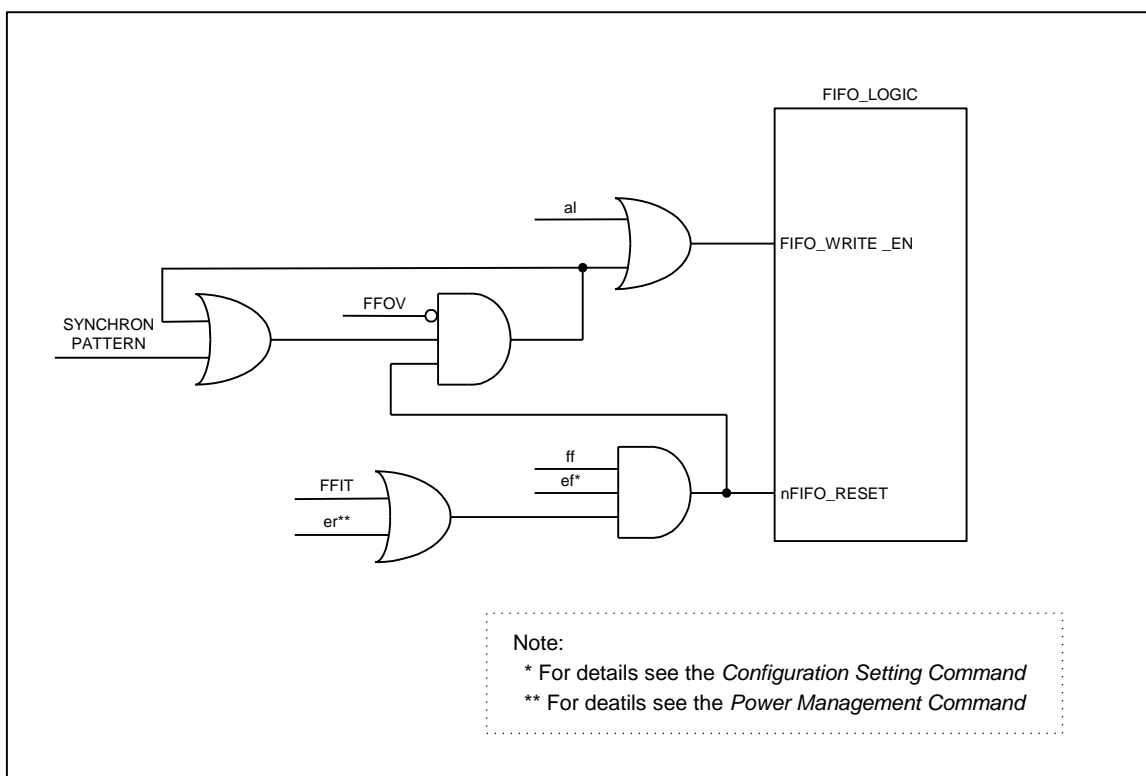 FIFO_LOGIC
al
FIFO_WRITE _EN
FFOV
SYNCHRON
PATTERN
ff
ef*
FFIT
er**
nFIFO_RESET
Note:
* For details see the Configuration Setting Command
** For deatils see the Power Management Command